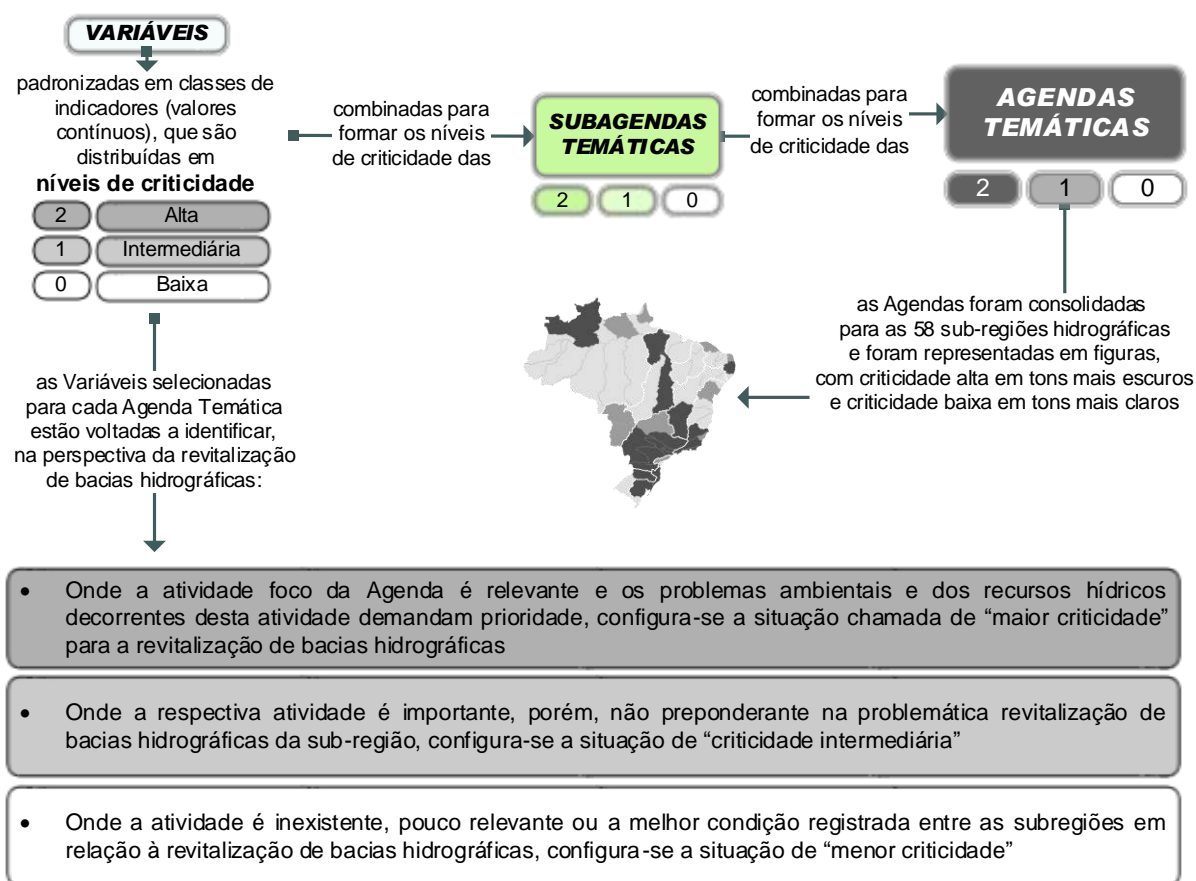 VARIÁVEIS
padronizadas em classes de
indicadores (valores
contínuos), que são
distribuídas em
níveis de criticidade
2 Alta
1 Intermediária
0 Baixa
combinadas para
formar os níveis
de criticidade das
SUBAGENDAS
TEMÁTICAS
2 1 0
combinadas para
formar os níveis
de criticidade das
AGENDAS
TEMÁTICAS
2 1 0
as Agendas foram consolidadas
para as 58 sub-regiões hidrográficas
e foram representadas em figuras,
com criticidade alta em tons mais escuros
e criticidade baixa em tons mais claros
as Variáveis selecionadas
para cada Agenda Temática
estão voltadas a identificar,
na perspectiva da revitalização
de bacias hidrográficas:
• Onde a atividade foco da Agenda é relevante e os problemas ambientais e dos recursos hídricos
decorrentes desta atividade demandam prioridade, configura-se a situação chamada de “maior criticidade”
para a revitalização de bacias hidrográficas
• Onde a respectiva atividade é importante, porém, não preponderante na problemática revitalização de
bacias hidrográficas da sub-região, configura-se a situação de “criticidade intermediária”
• Onde a atividade é inexistente, pouco relevante ou a melhor condição registrada entre as subregiões em
relação à revitalização de bacias hidrográficas, configura-se a situação de “menor criticidade”